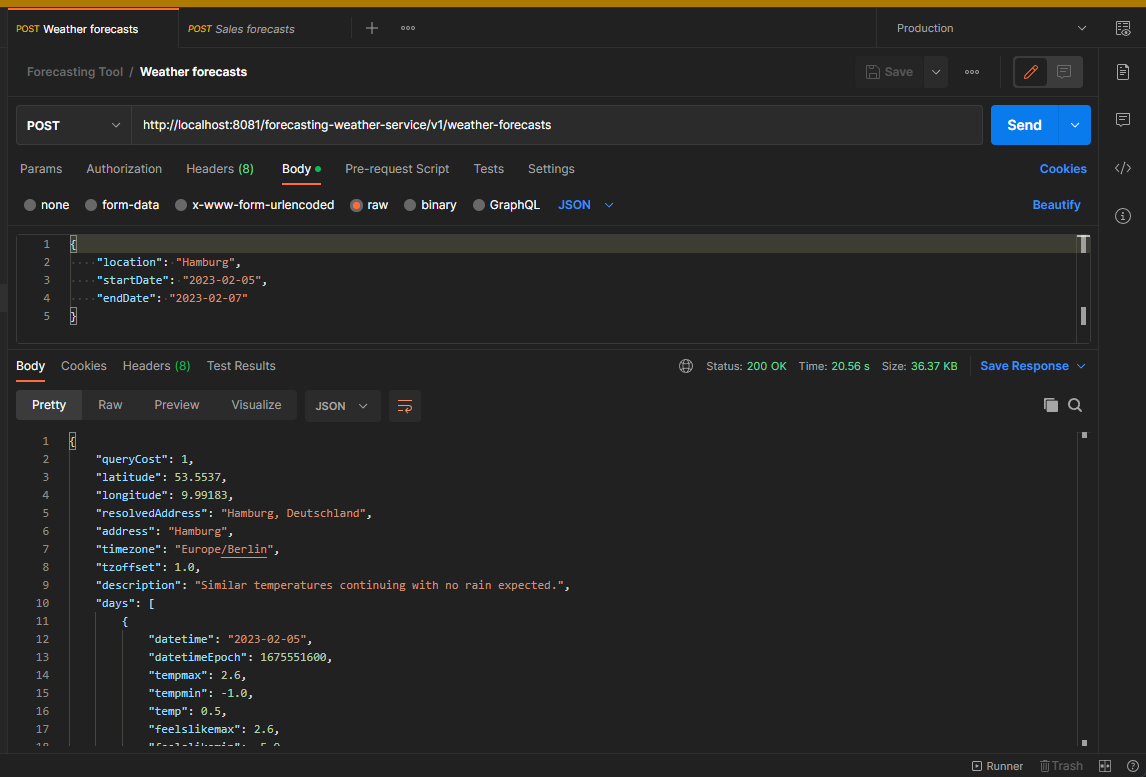 POST Weather forecasts POST Sales forecasts Production
Forecasting Tool / Weather forecasts Save
POST http://localhost:8081/forecasting-weather-service/v1/weather-forecasts Send
Params Authorization Headers (8) Body Pre-request Script Tests Settings Cookies
none form-data x-www-form-urlencoded raw binary GraphQL JSON Beautify
1 {
2 "location": "Hamburg",
3 "startDate": "2023-02-05",
4 "endDate": "2023-02-07"
5 }
Body Cookies Headers (8) Test Results Status: 200 OK Time: 20.56 s Size: 36.37 KB Save Response
Pretty Raw Preview Visualize JSON
1 {
2 "queryCost": 1,
3 "latitude": 53.5537,
4 "longitude": 9.99183,
5 "resolvedAddress": "Hamburg, Deutschland",
6 "address": "Hamburg",
7 "timezone": "Europe/Berlin",
8 "tzoffset": 1.0,
9 "description": "Similar temperatures continuing with no rain expected.",
10 "days": [
11 {
12 "datetime": "2023-02-05",
13 "datetimeEpoch": 1675551600,
14 "tempmax": 2.6,
15 "tempmin": -1.0,
16 "temp": 0.5,
17 "feelslikemax": 2.6,
Runner Trash